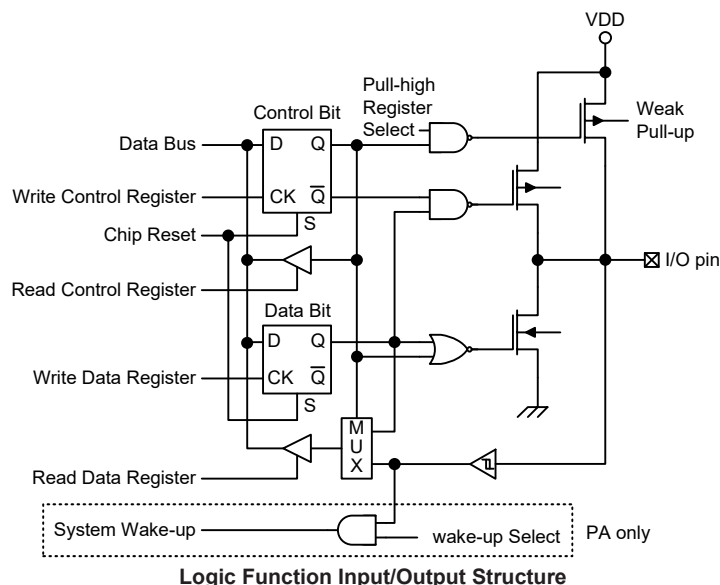 VDD
Pull-high
Register
Select
Control Bit
Weak
Pull-up
Data Bus
D
Q
Write Control Register
CK
Q
S
Chip Reset
I/O pin
Read Control Register
Data Bit
D
Q
Write Data Register
CK
Q
S
M
U
X
Read Data Register
System Wake-up
wake-up Select
PA only
Logic Function Input/Output Structure